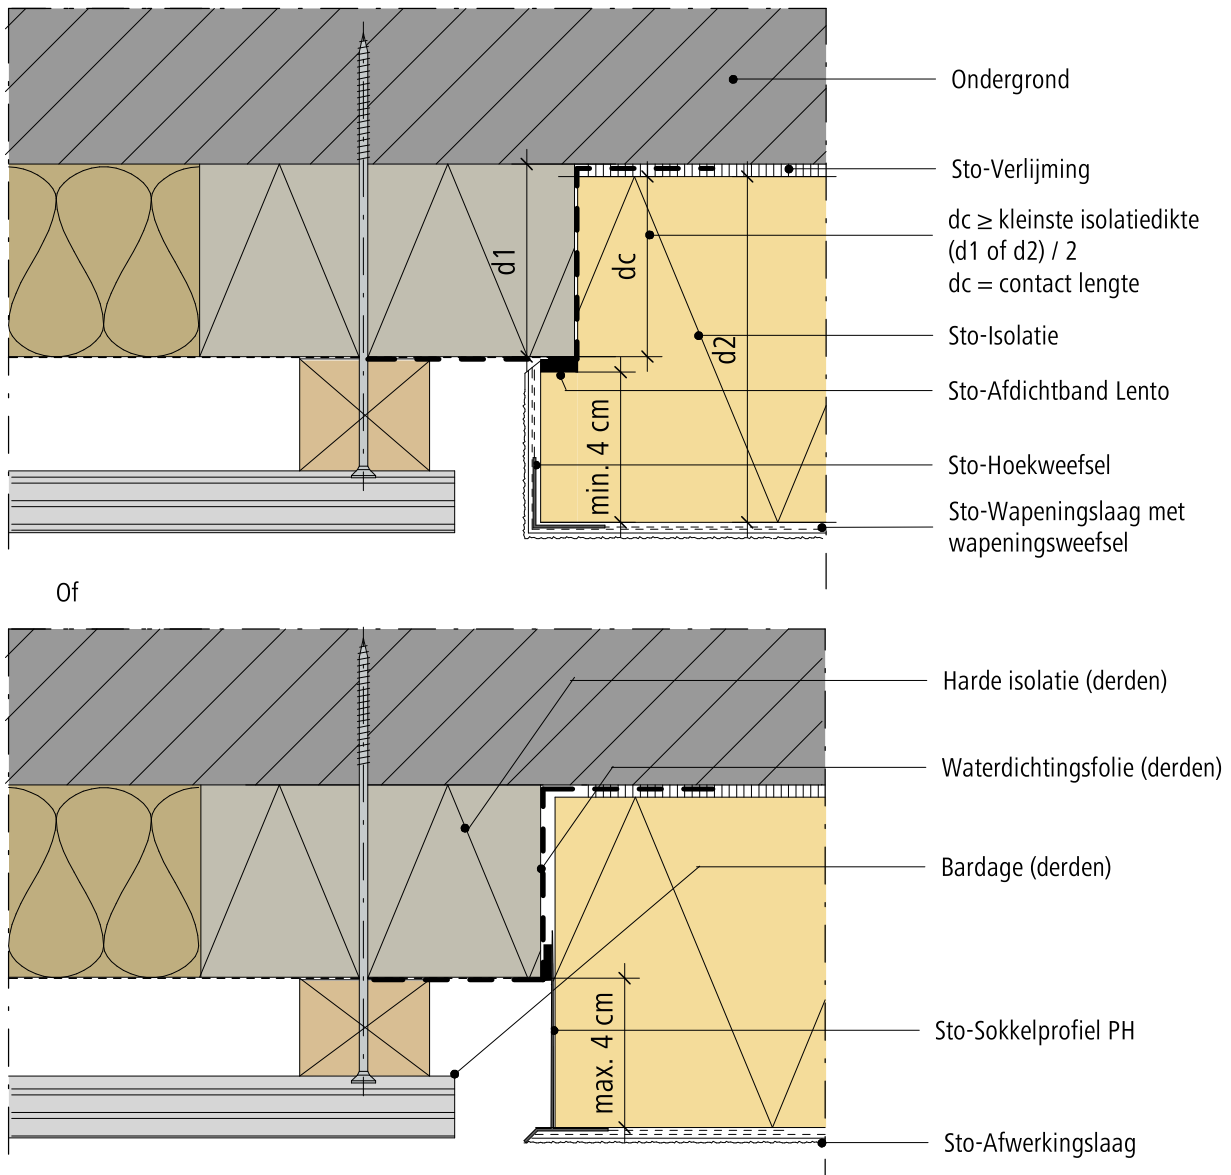 Ondergrond
Sto-Verlijming
dc ≥ kleinste isolatiedikte
(d1 of d2) / 2
dc = contact lengte
d1
dc
d2
Sto-Isolatie
Sto-Afdichtband Lento
min. 4 cm
Sto-Hoekweefsel
Sto-Wapeningslaag met
wapeningsweefsel
Of
Harde isolatie (derden)
Waterdichtingsfolie (derden)
Bardage (derden)
max. 4 cm
Sto-Sokkelprofiel PH
Sto-Afwerkingslaag